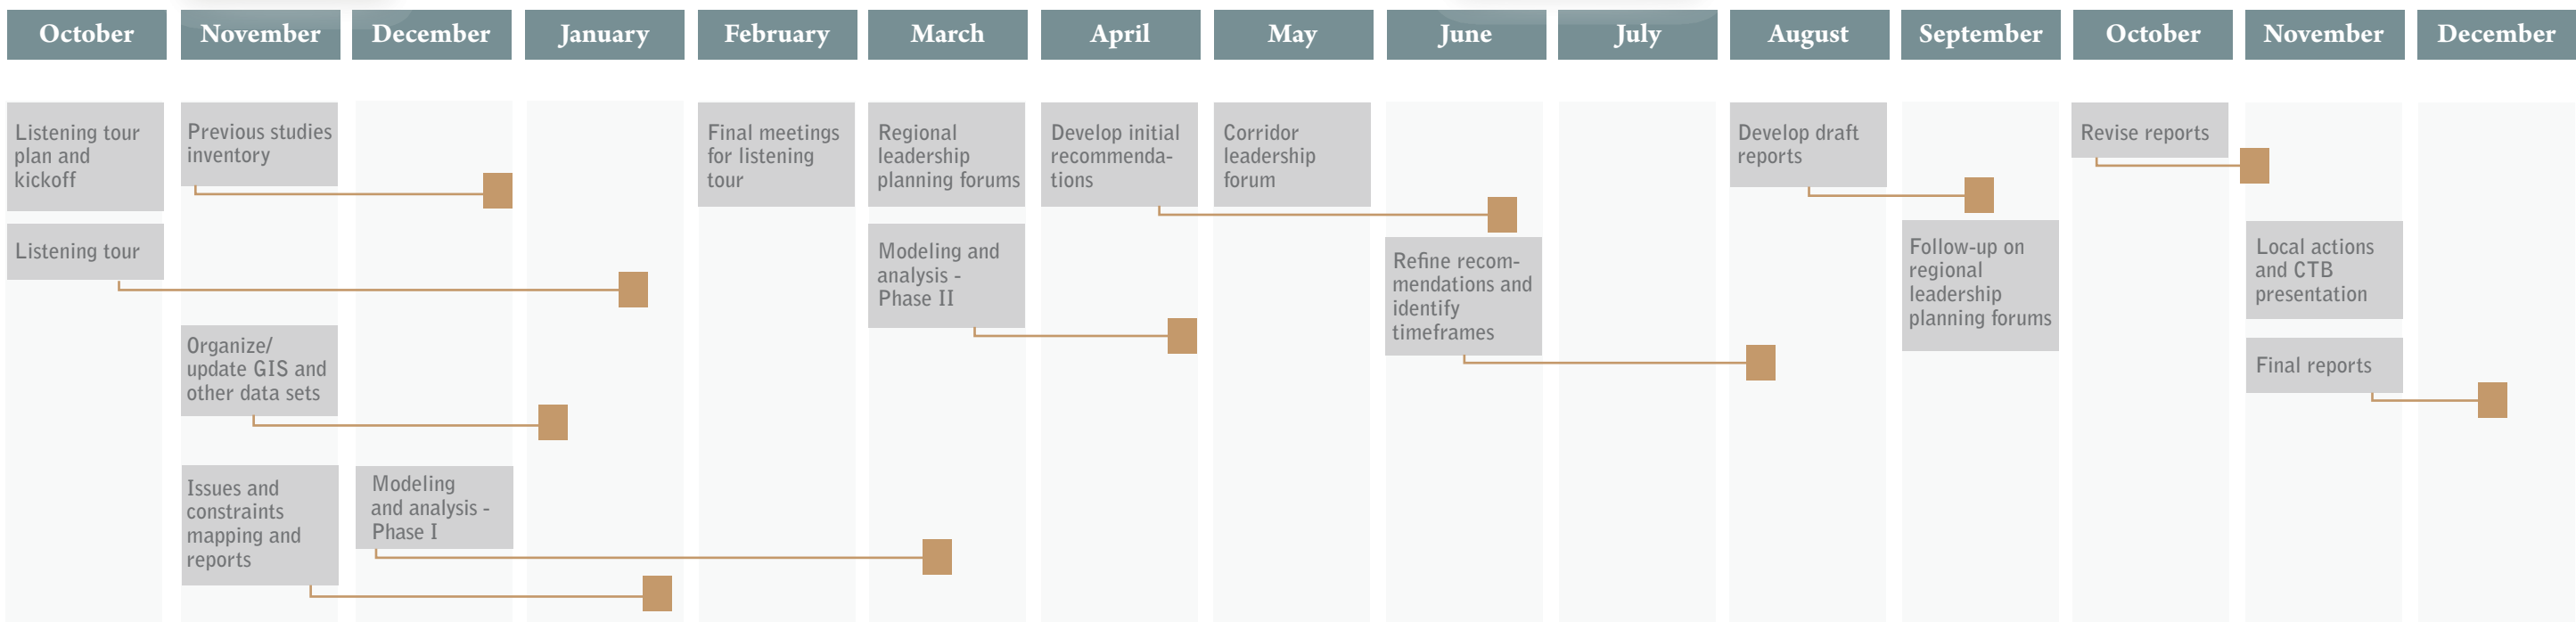 October
November
December
January
February
March
April
May
June
July
August
September
October
November
December
Listening tour
plan and
kickoff
Listening tour
Previous studies
inventory
Organize/
update GIS and
other data sets
Issues and
constraints
mapping and
reports
Modeling
and analysis -
Phase I
Final meetings
for listening
tour
Regional
leadership
planning forums
Modeling and
analysis -
Phase II
Develop initial
recommenda-
tions
Corridor
leadership
forum
Refine recom-
mendations and
identify
timeframes
Develop draft
reports
Follow-up on
regional
leadership
planning forums
Revise reports
Local actions
and CTB
presentation
Final reports